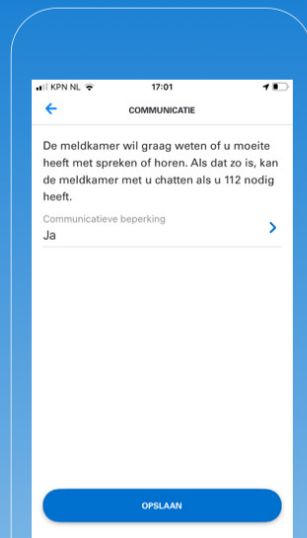 KPN NL 17:01
COMMUNICATIE
De meldkamer wil graag weten of u moeite
heeft met spreken of horen. Als dat zo is, kan
de meldkamer met u chatten als u 112 nodig
heeft.
Communicatieve beperking
Ja
OPSLAAN